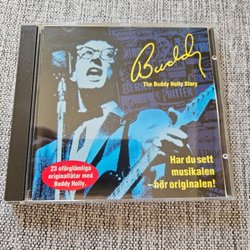 Buddy
The Buddy Holly Story
Har du sett
musikalen
–hör originalen!
23 oförglömliga
originallåtar med
Buddy Holly.